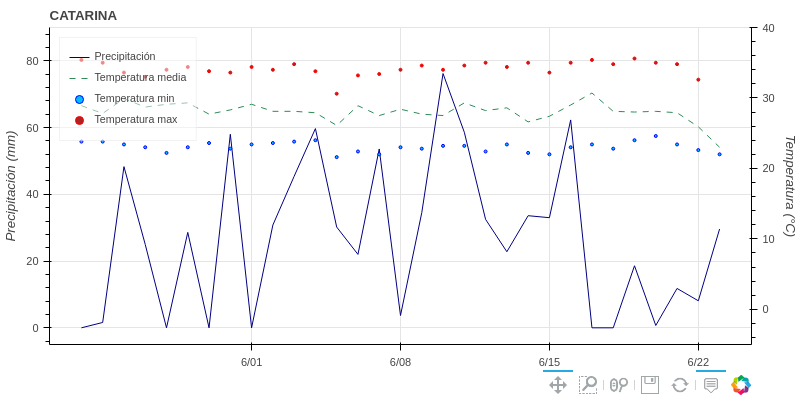 CATARINA
Precipitación
Temperatura media
Temperatura min
Temperatura max
Precipitación (mm)
80
60
40
20
0
Temperatura (°C)
40
30
20
10
0
6/01
6/08
6/15
6/22